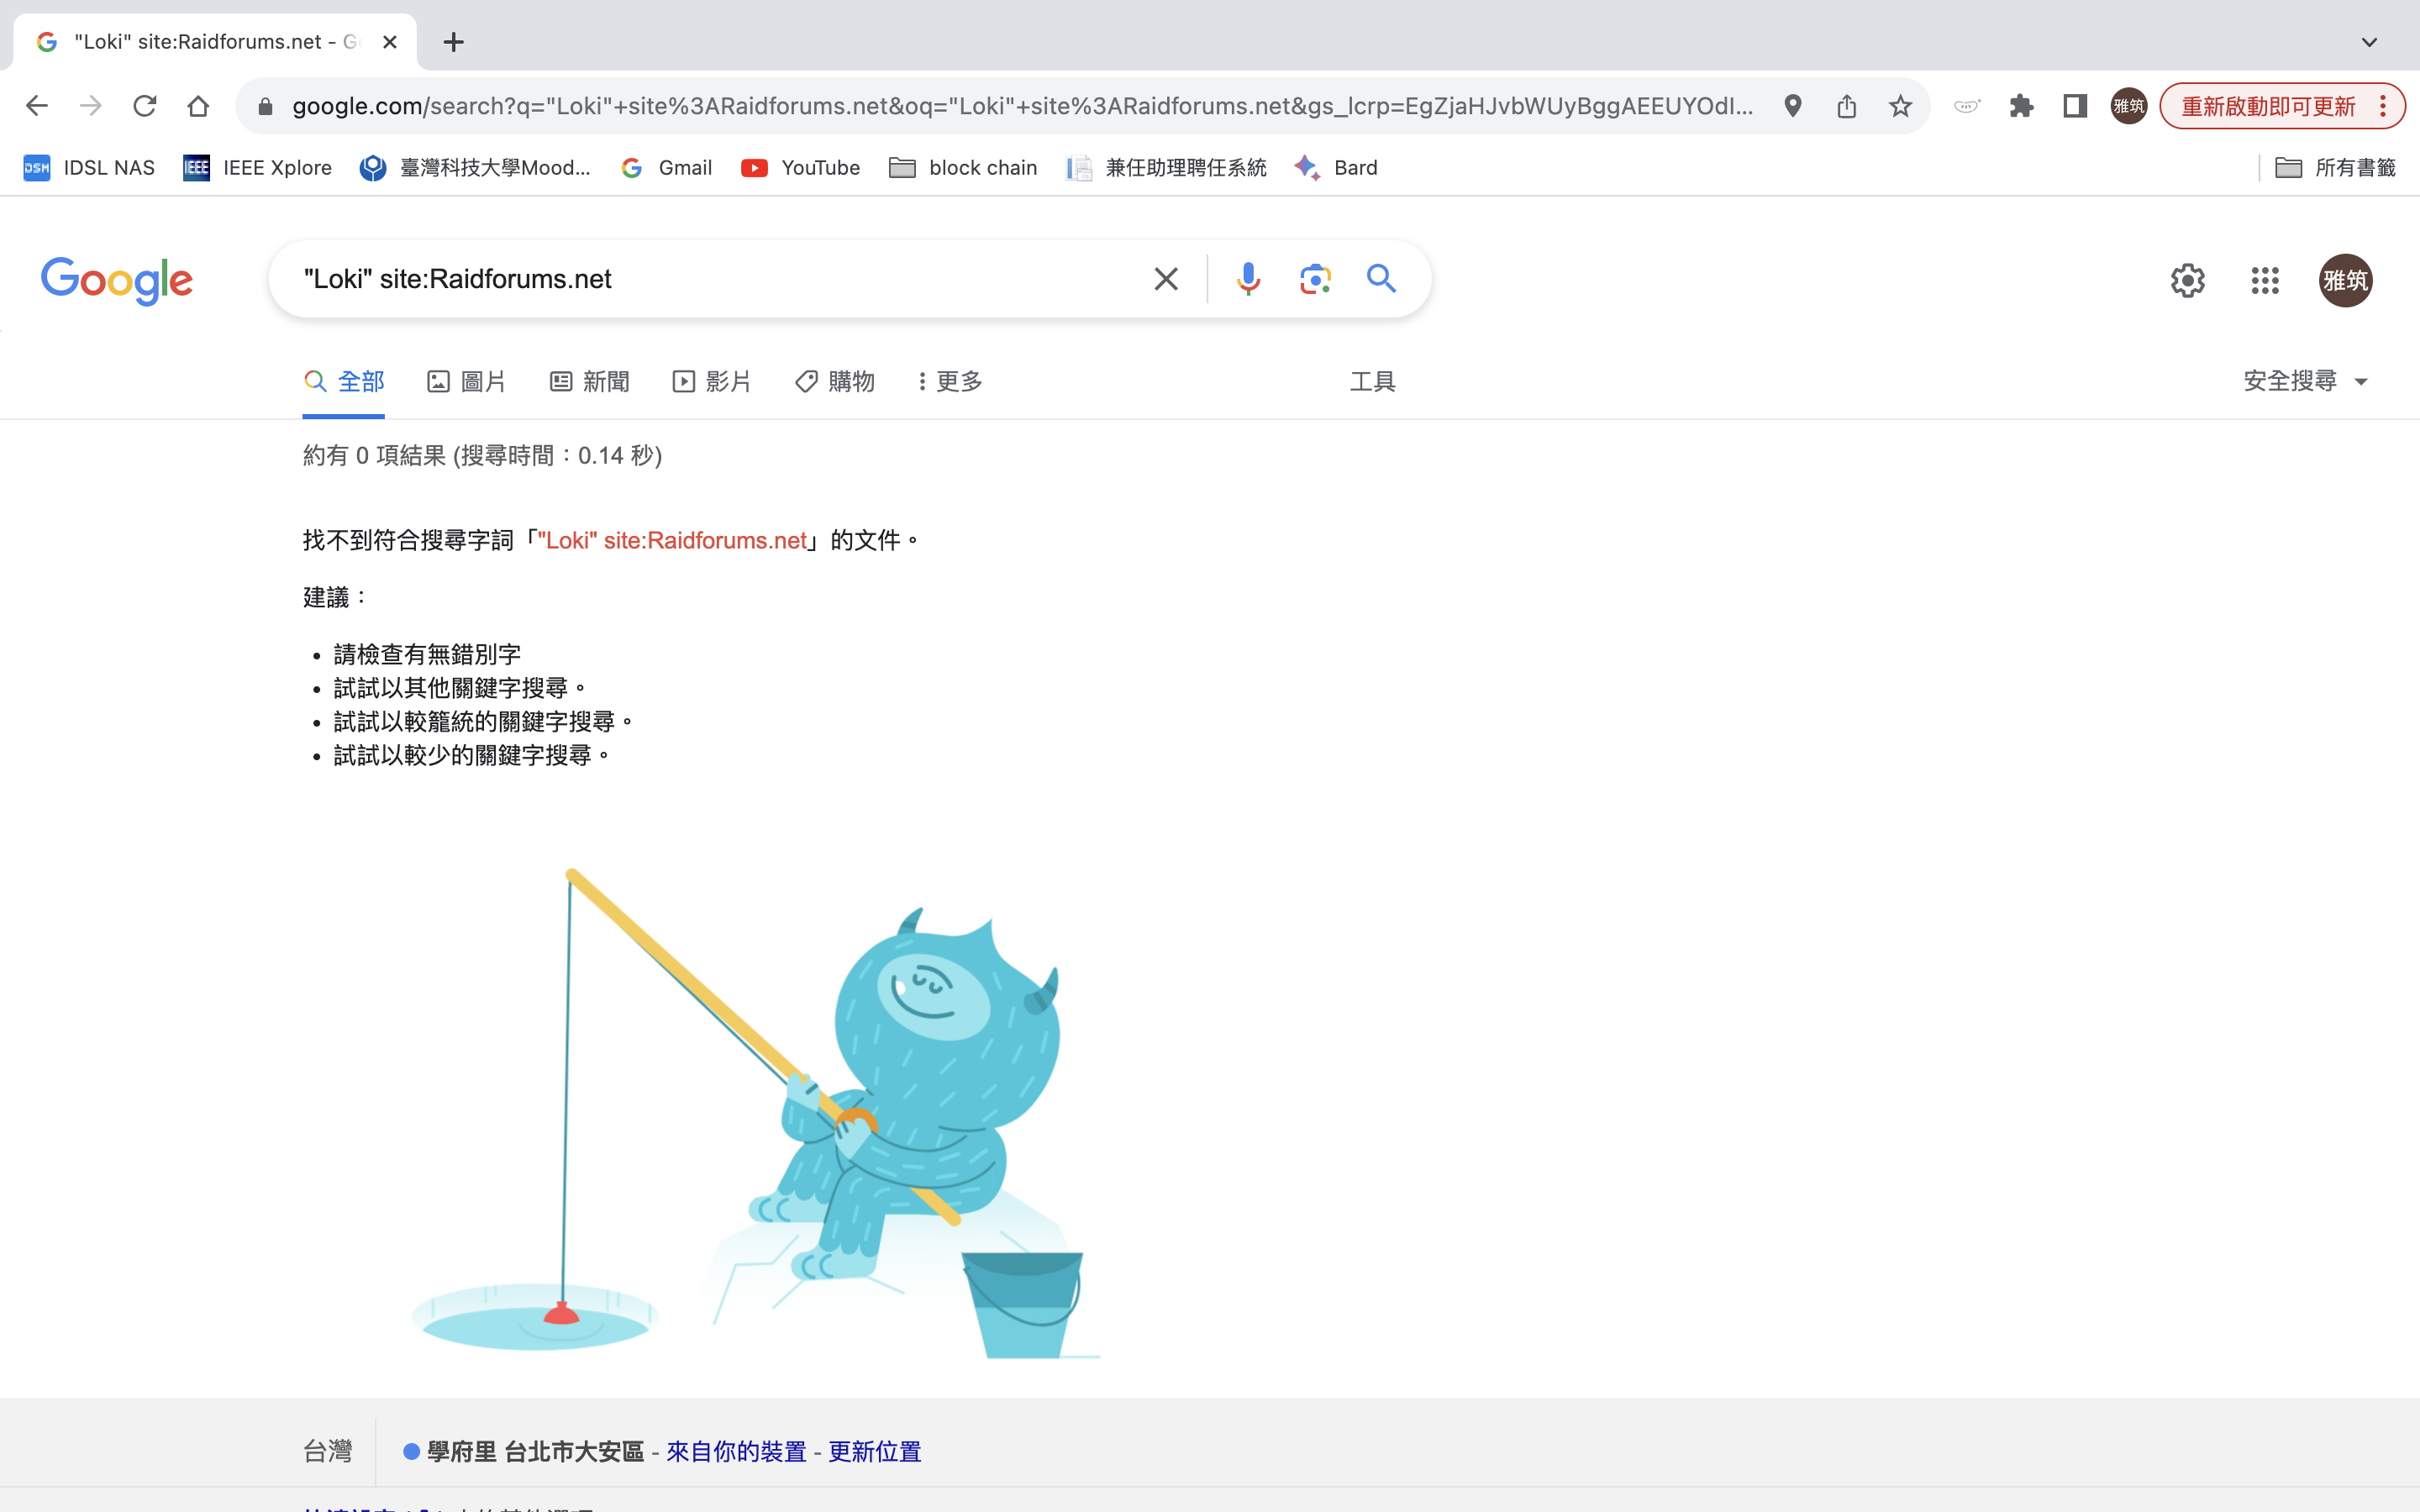 "Loki" site:Raidforums.net - G
google.com/search?q="Loki"+site%3ARaidforums.net&oq="Loki"+site%3ARaidforums.net&gs_lcrp=EgZjaHJvbWUyBggAEEUYOdI...
雅筑
重新啟動即可更新
DSM IDSL NAS
IEEE IEEE Xplore
臺灣科技大學Mood...
Gmail
YouTube
block chain
兼任助理聘任系統
Bard
所有書籤
Google
"Loki" site:Raidforums.net
雅筑
全部
圖片
新聞
影片
購物
更多
工具
安全搜尋
約有 0 項結果 (搜尋時間：0.14 秒)
找不到符合搜尋字詞「"Loki" site:Raidforums.net」的文件。
建議：
• 請檢查有無錯別字
• 試試以其他關鍵字搜尋。
• 試試以較籠統的關鍵字搜尋。
• 試試以較少的關鍵字搜尋。
台灣
學府里 台北市大安區 - 來自你的裝置 - 更新位置